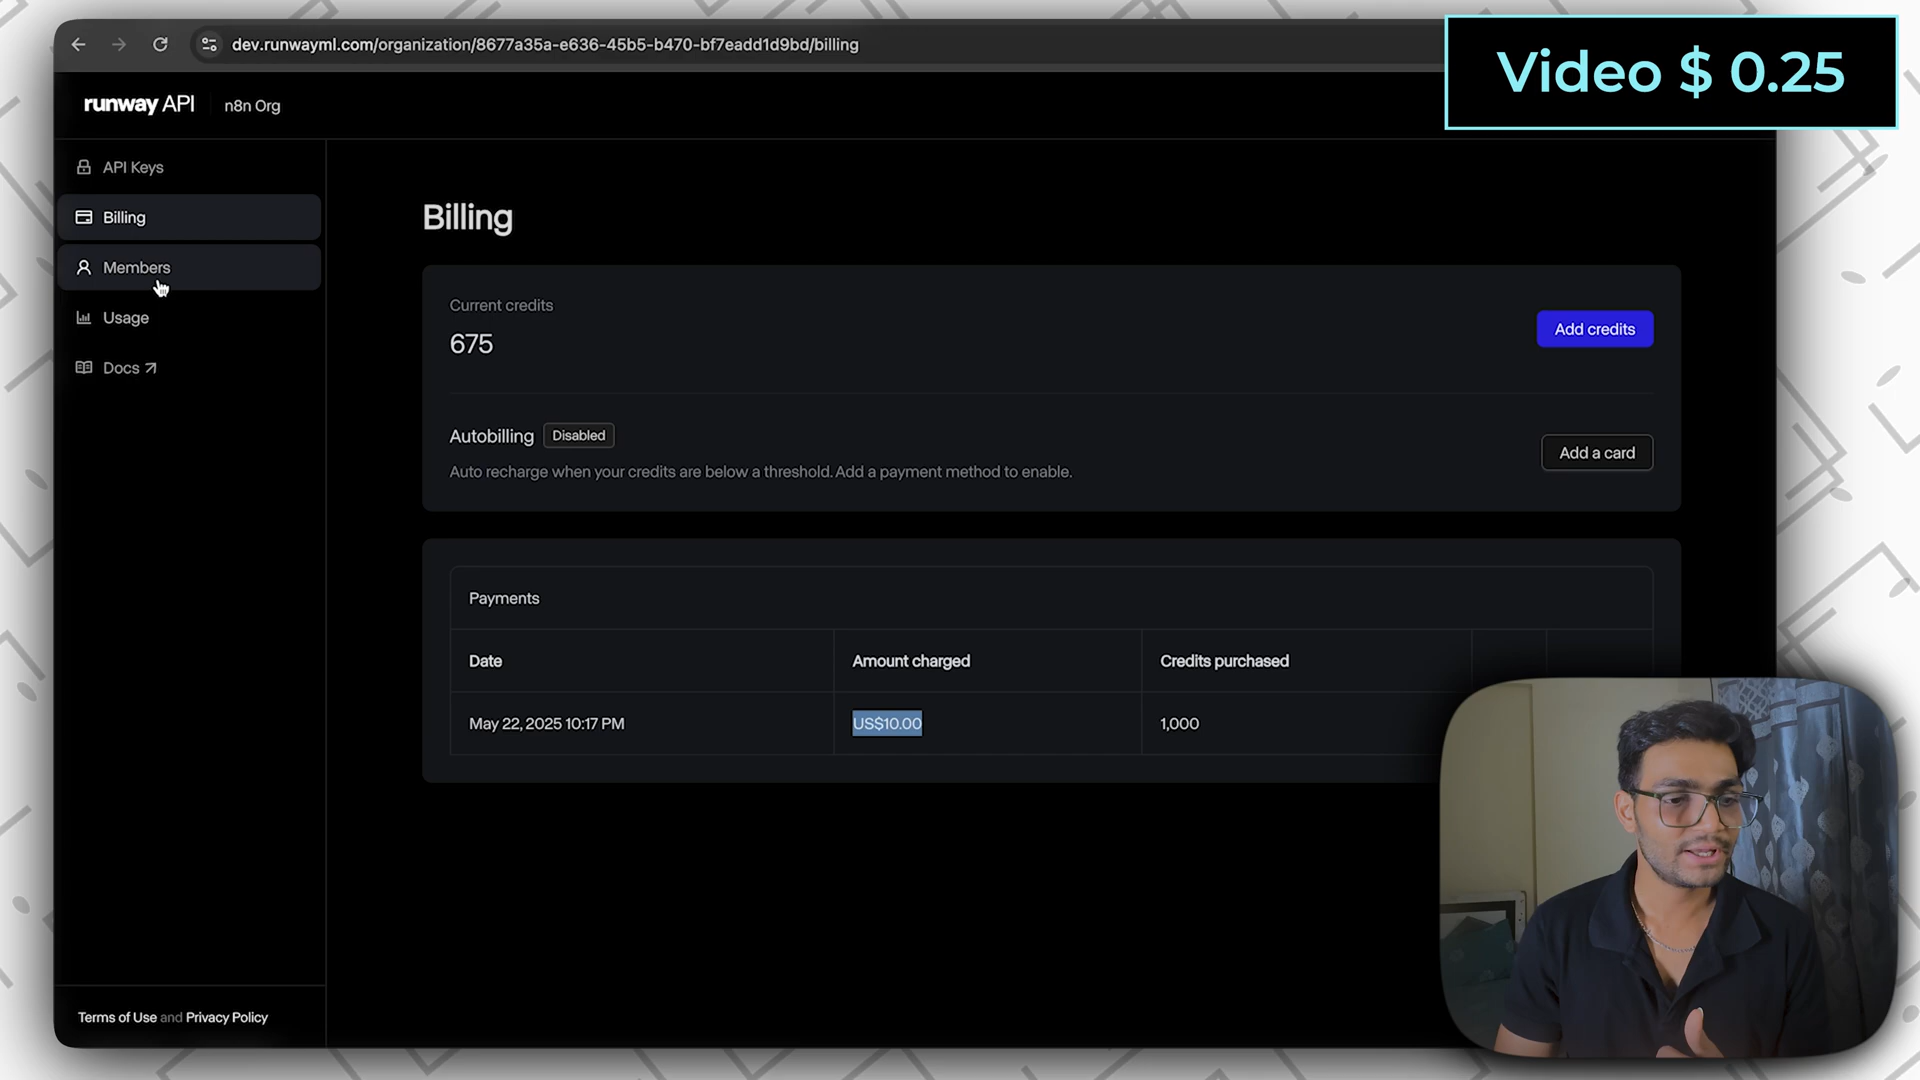 dev.runwayml.com/organization/8677a35a-e636-45b5-b470-bf7eadd1d9bd/billing
Video $ 0.25
runway API
n8n Org
API Keys
Billing
Members
Usage
Docs
Billing
Current credits
675
Add credits
Autobilling
Disabled
Auto recharge when your credits are below a threshold. Add a payment method to enable.
Add a card
Payments
Date
Amount charged
Credits purchased
May 22, 2025 10:17 PM
US$10.00
1,000
Terms of Use and Privacy Policy